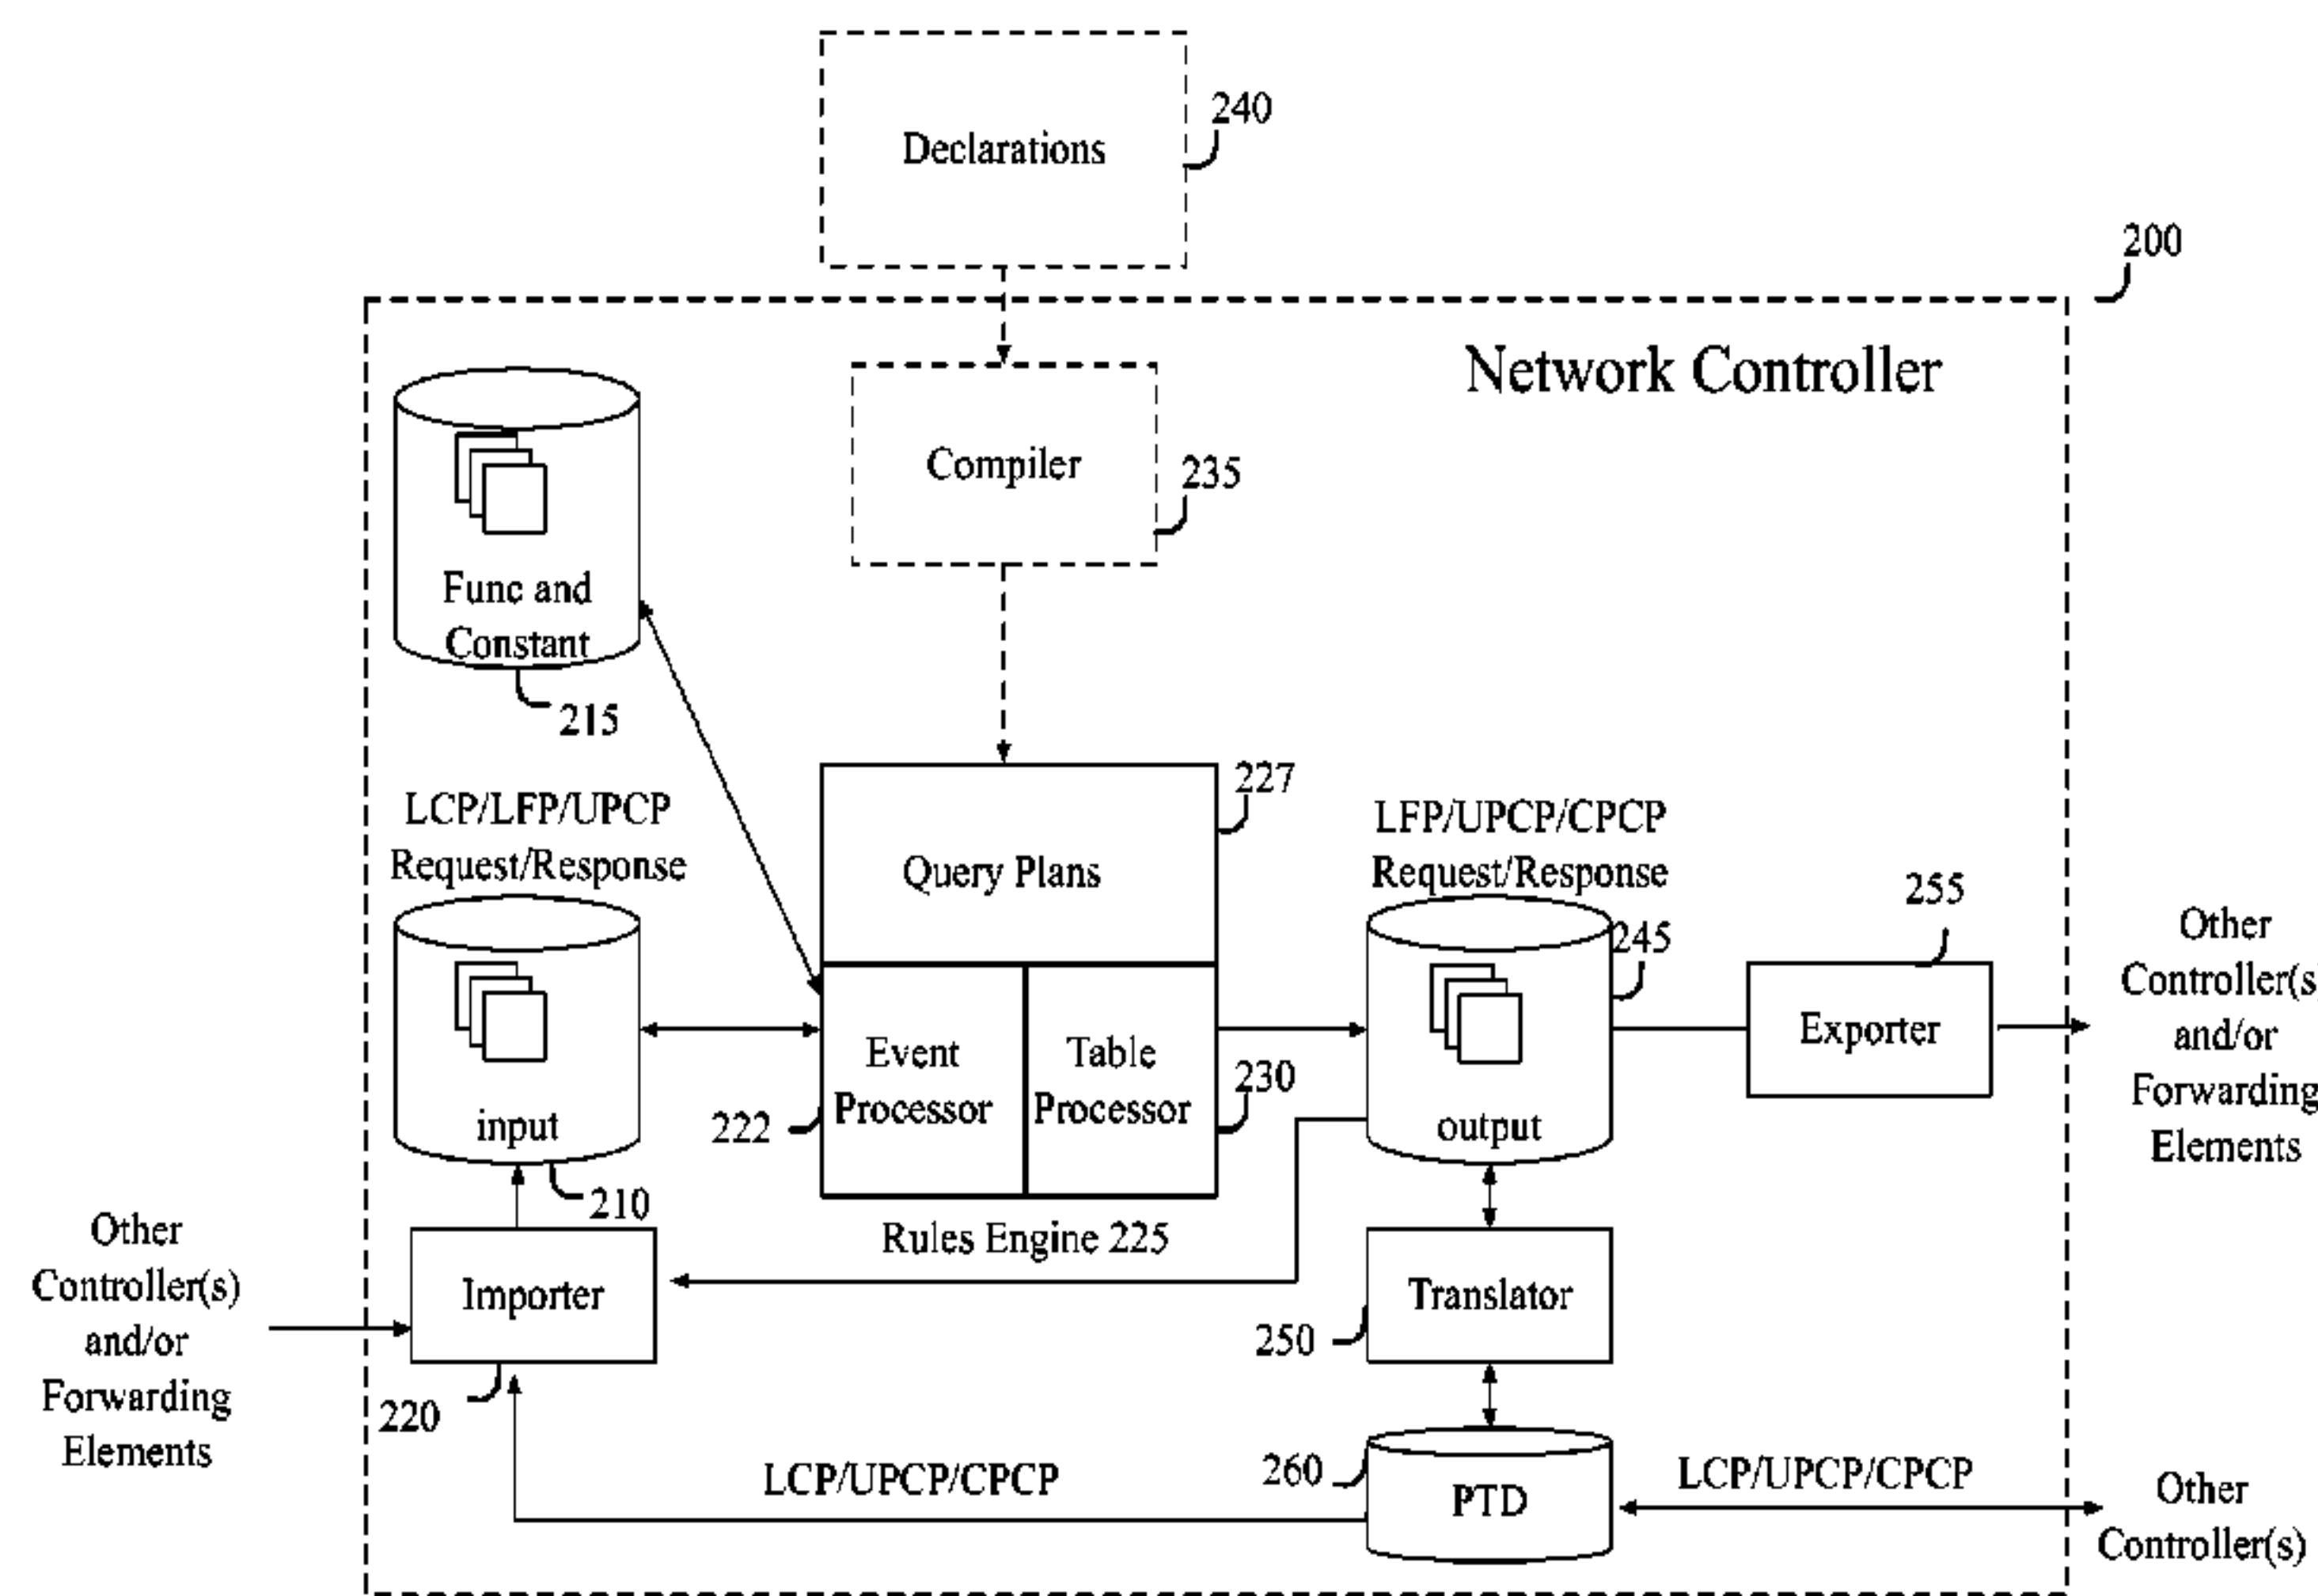 Declarations
240
200
Network Controller
Compiler
235
Func and
Constant
215
LCP/LFP/UPCP
Request/Response
227
Query Plans
LFP/UPCP/CPCP
Request/Response
245
255
Exporter
Other
Controller(s)
and/or
Forwarding
Elements
input
210
Event
Processor
222
Table
Processor
230
output
Rules Engine 225
Other
Controller(s)
and/or
Forwarding
Elements
Importer
220
Translator
250
LCP/UPCP/CPCP
260
PTD
LCP/UPCP/CPCP
Other
Controller(s)